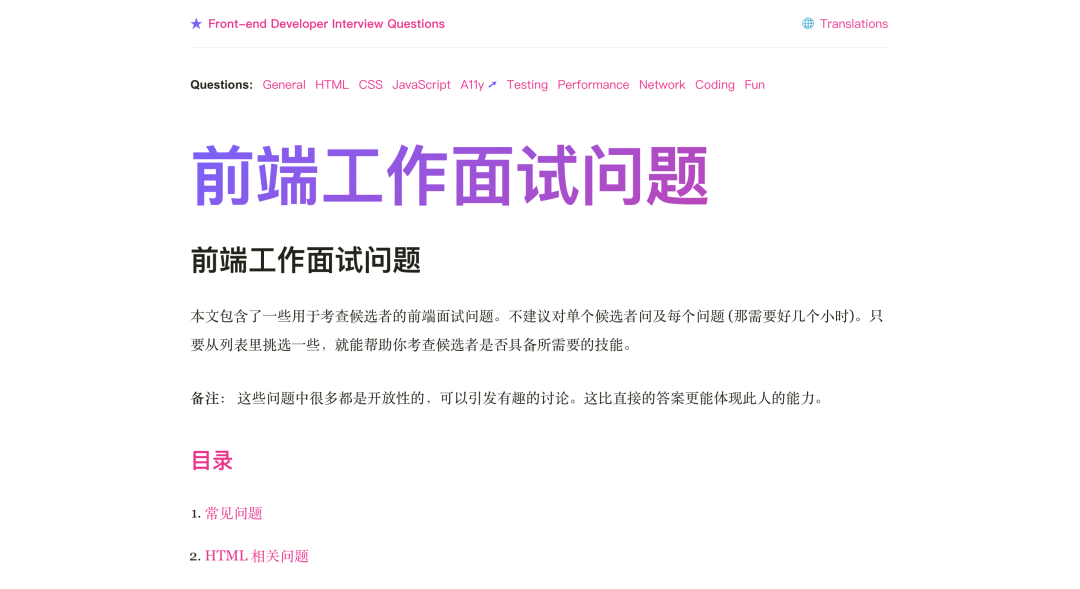 ★ Front-end Developer Interview Questions
🌐 Translations
Questions: General HTML CSS JavaScript A11y Testing Performance Network Coding Fun
前端工作面试问题
前端工作面试问题
本文包含了一些用于考查候选者的前端面试问题。不建议对单个候选者问及每个问题 (那需要好几个小时)。只
要从列表里挑选一些，就能帮助你考查候选者是否具备所需要的技能。
备注： 这些问题中很多都是开放性的，可以引发有趣的讨论。这比直接的答案更能体现此人的能力。
目录
1. 常见问题
2. HTML 相关问题